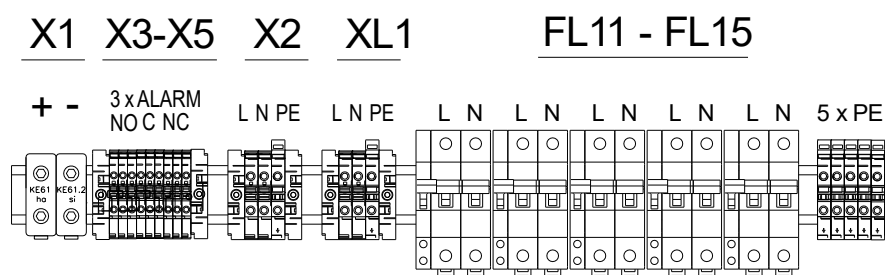 X1 X3-X5 X2 XL1 FL11 - FL15
+ - 3 x ALARM
NO C NC L N PE L N PE L N L N L N L N L N 5 x PE
KE61 KE61.2
ha si